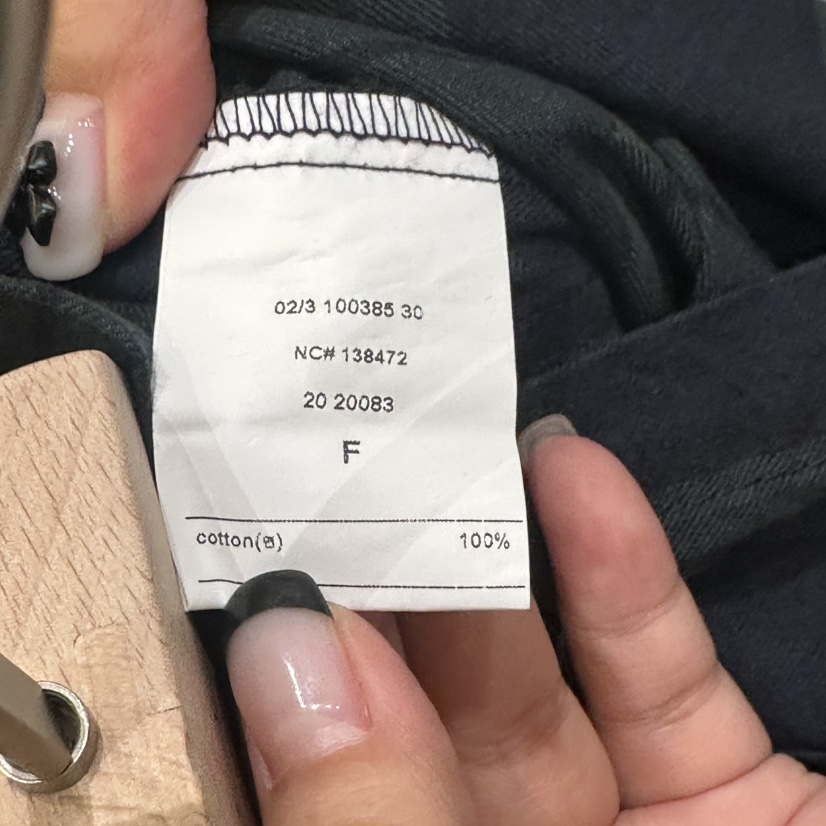 02/3 100385 30
NC# 138472
20 20083
F
cotton(綿) 100%